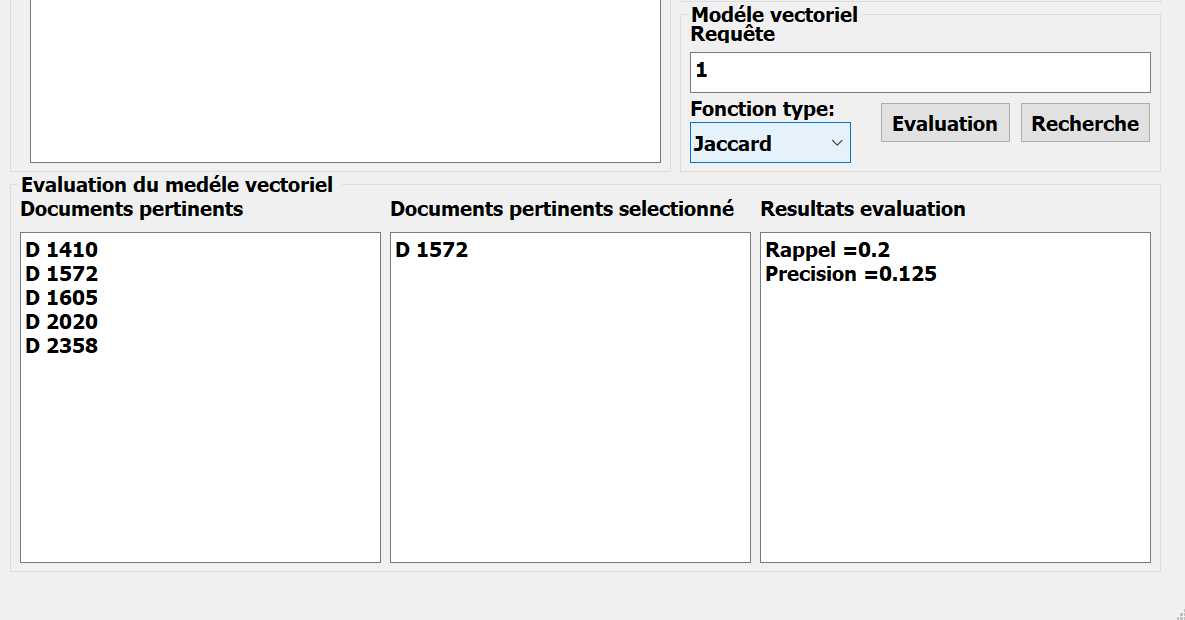 Modéle vectoriel
Requête
1
Fonction type:
Jaccard
Evaluation
Recherche
Evaluation du medéle vectoriel
Documents pertinents
D 1410
D 1572
D 1605
D 2020
D 2358
Documents pertinents selectionné
D 1572
Resultats evaluation
Rappel =0.2
Precision =0.125